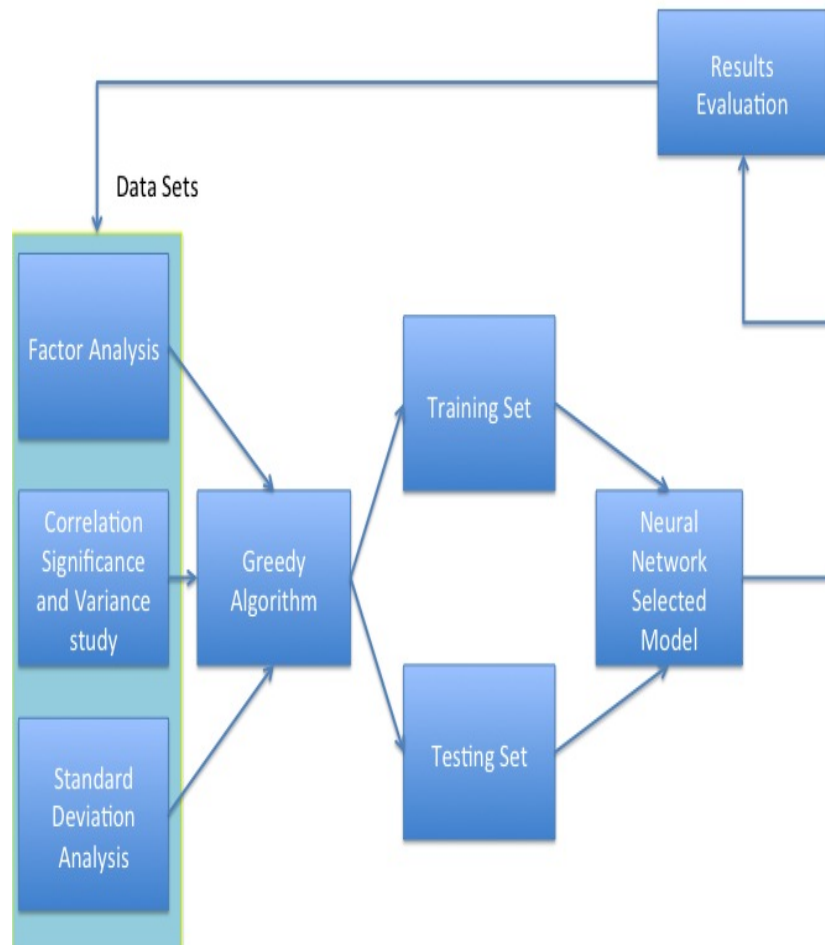 Results
Evaluation
Data Sets
Factor Analysis
Training Set
Correlation
Significance
and Variance
study
Greedy
Algorithm
Neural
Network
Selected
Model
Testing Set
Standard
Deviation
Analysis